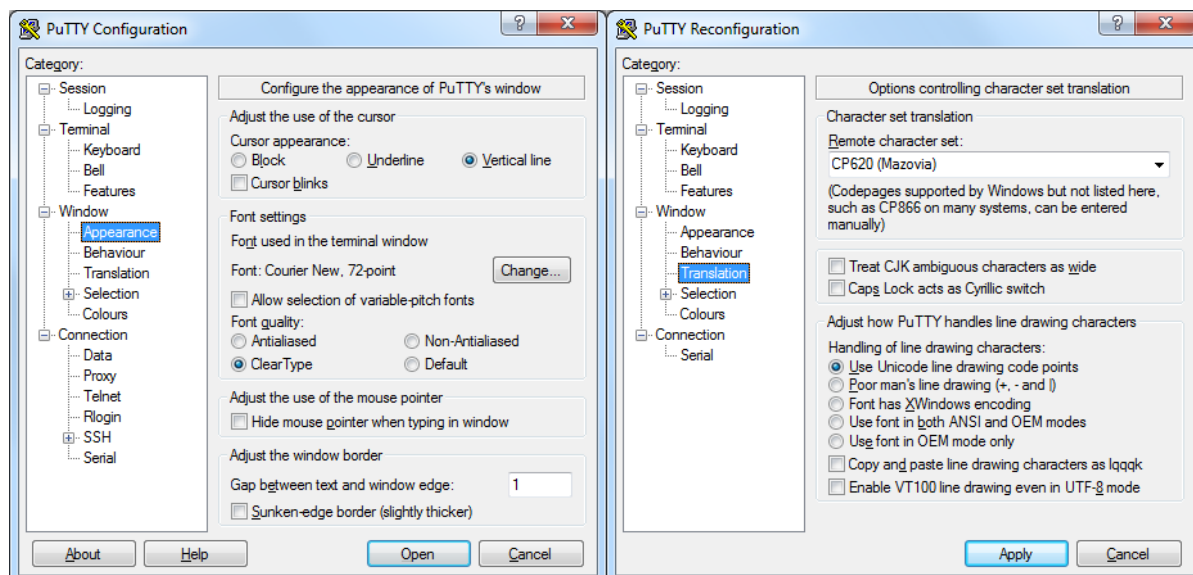 PuTTY Configuration
Category:
Session
Logging
Terminal
Keyboard
Bell
Features
Window
Appearance
Behaviour
Translation
Selection
Colours
Connection
Data
Proxy
Telnet
Rlogin
SSH
Serial
Configure the appearance of PuTTY's window
Adjust the use of the cursor
Cursor appearance:
Block Underline Vertical line
Cursor blinks
Font settings
Font used in the terminal window
Font: Courier New, 72-point Change...
Allow selection of variable-pitch fonts
Font quality:
Antialiased Non-Antialiased
ClearType Default
Adjust the use of the mouse pointer
Hide mouse pointer when typing in window
Adjust the window border
Gap between text and window edge: 1
Sunken-edge border (slightly thicker)
About Help Open Cancel
PuTTY Reconfiguration
Category:
Session
Logging
Terminal
Keyboard
Bell
Features
Window
Appearance
Behaviour
Translation
Selection
Colours
Connection
Serial
Options controlling character set translation
Character set translation
Remote character set:
CP620 (Mazovia)
(Codepages supported by Windows but not listed here,
such as CP866 on many systems, can be entered
manually)
Treat CJK ambiguous characters as wide
Caps Lock acts as Cyrillic switch
Adjust how PuTTY handles line drawing characters
Handling of line drawing characters:
Use Unicode line drawing code points
Poor man's line drawing (+, - and |)
Font has XWindows encoding
Use font in both ANSI and OEM modes
Use font in OEM mode only
Copy and paste line drawing characters as lqqqk
Enable VT100 line drawing even in UTF-8 mode
Apply Cancel